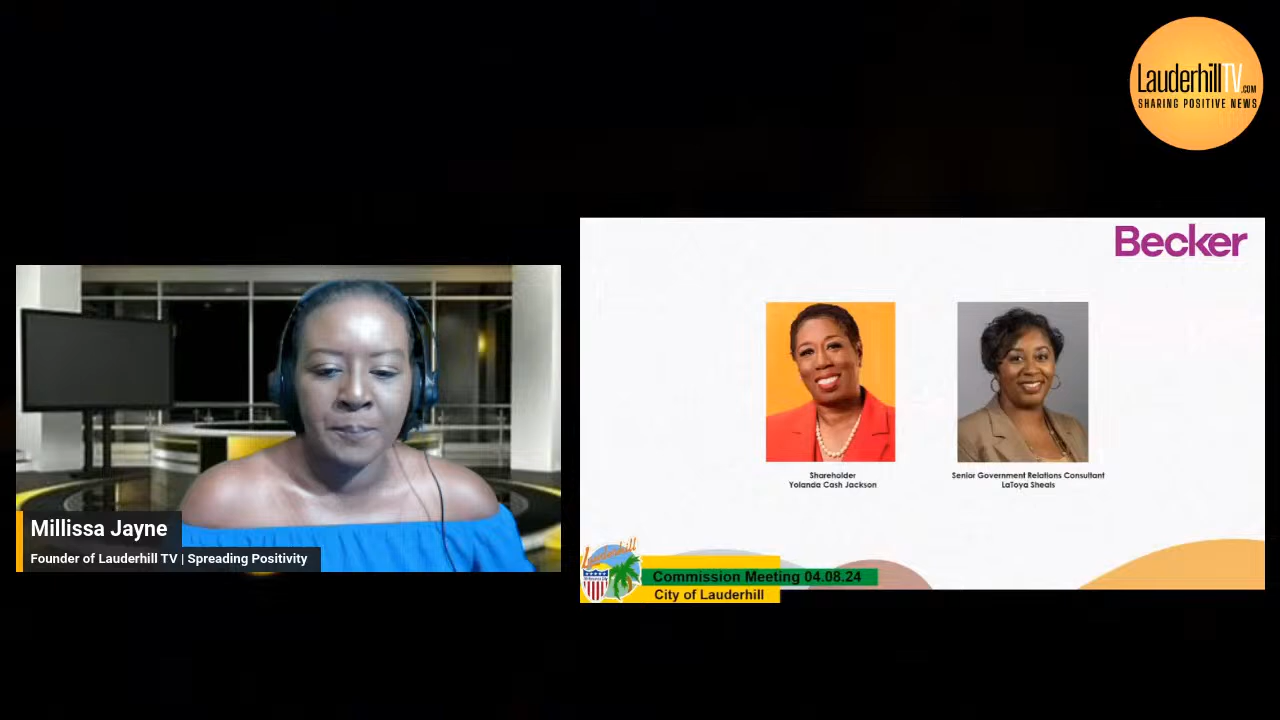 LauderhillTV.COM
SHARING POSITIVE NEWS
Becker
Shareholder
Yolanda Cash Jackson
Senior Government Relations Consultant
LaToya Sheals
Millissa Jayne
Founder of Lauderhill TV | Spreading Positivity
Lauderhill
Commission Meeting 04.08.24
City of Lauderhill